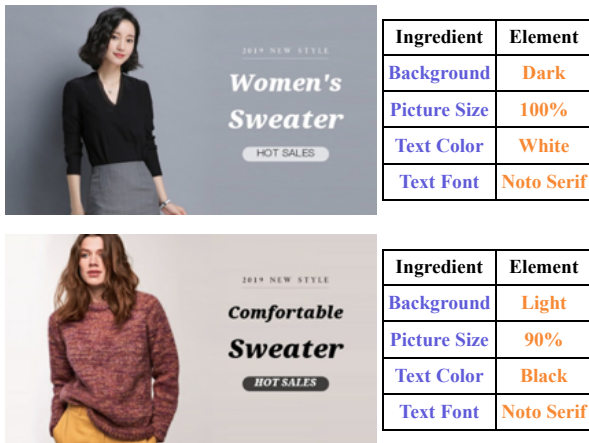 2019 NEW STYLE
Women's
Sweater
HOT SALES
Ingredient Element
Background Dark
Picture Size 100%
Text Color White
Text Font Noto Serif
2019 NEW STYLE
Comfortable
Sweater
HOT SALES
Ingredient Element
Background Light
Picture Size 90%
Text Color Black
Text Font Noto Serif